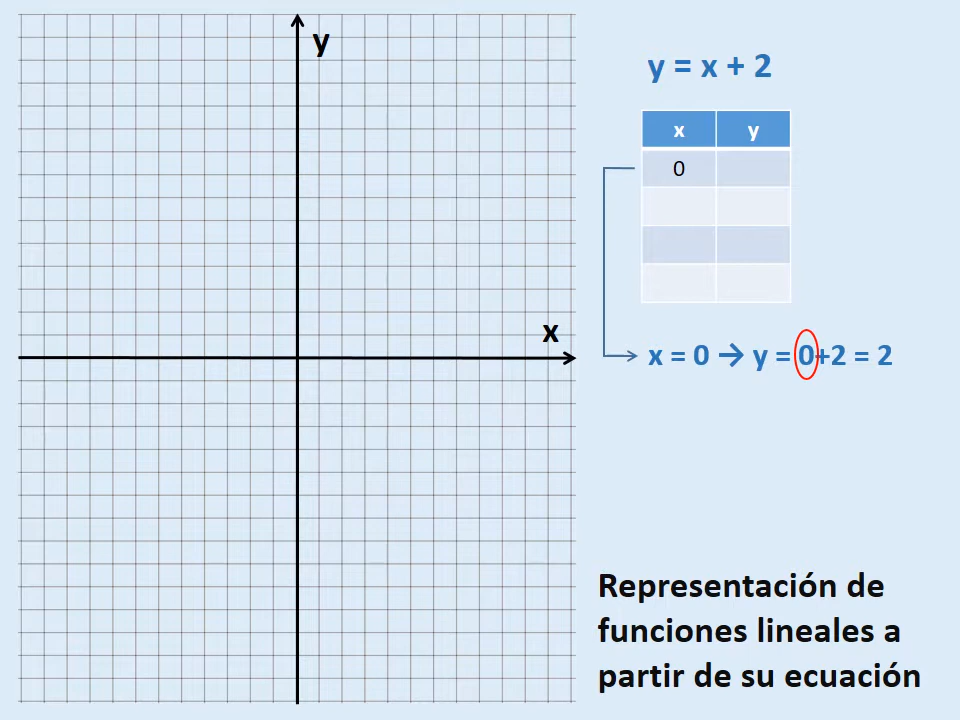 y
x
y = x + 2
x y
0
x = 0 → y = 0+2 = 2
Representación de
funciones lineales a
partir de su ecuación